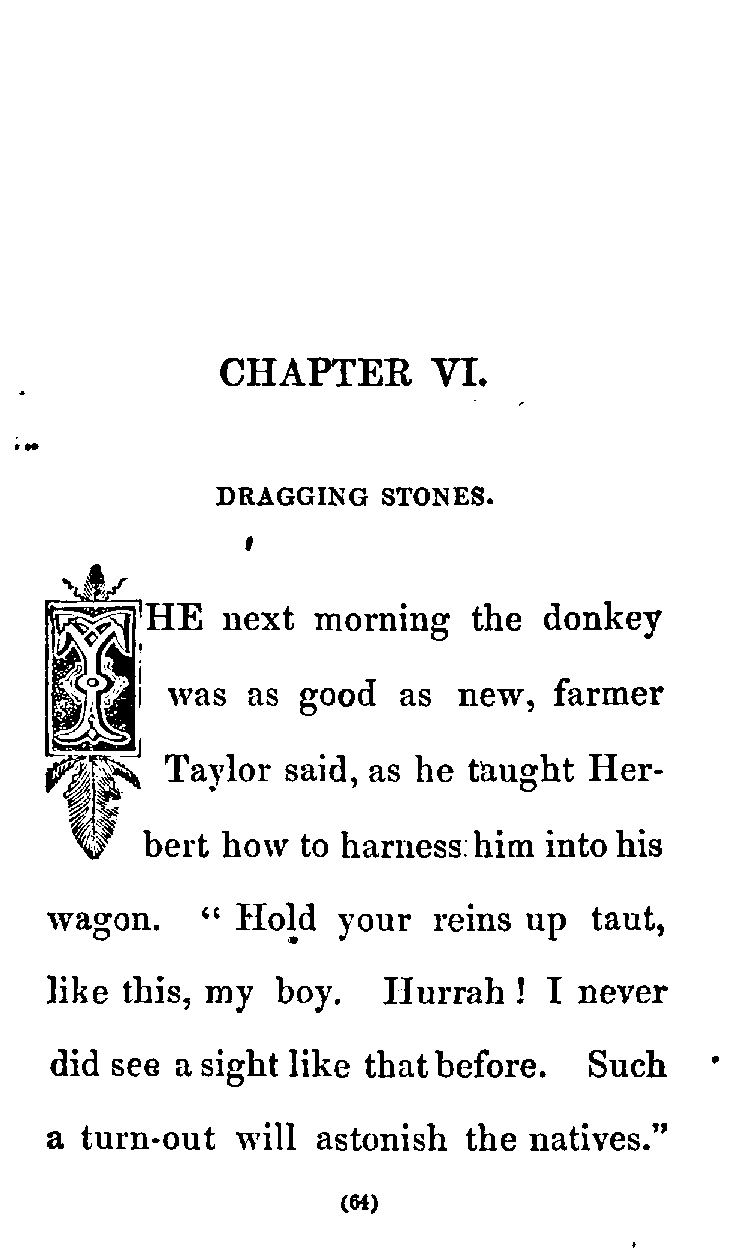 CHAPTER VI.
DRAGGING STONES.
THE next morning the donkey
was as good as new, farmer
Taylor said, as he taught Her-
bert how to harness him into his
wagon. “ Hold your reins up taut,
like this, my boy. Hurrah ! I never
did see a sight like that before. Such
a turn-out will astonish the natives.”
(64)